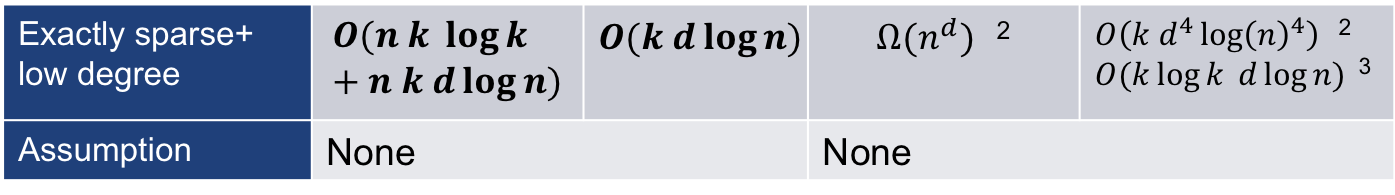 Exactly sparse+
low degree
O(n k log k
+ n k d log n)
O(k d log n)
Ω(n^d) 2
O(k d^4 log(n)^4) 2
O(k log k d log n) 3
Assumption
None
None